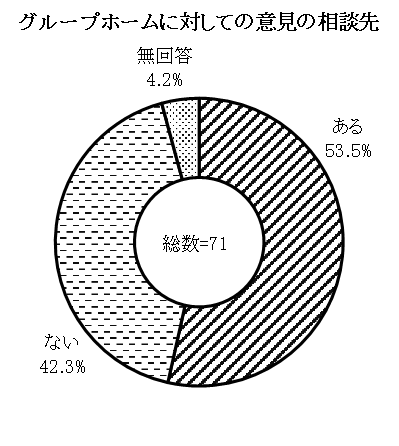 グループホームに対しての意見の相談先
無回答
4.2%
ある
53.5%
総数=71
ない
42.3%